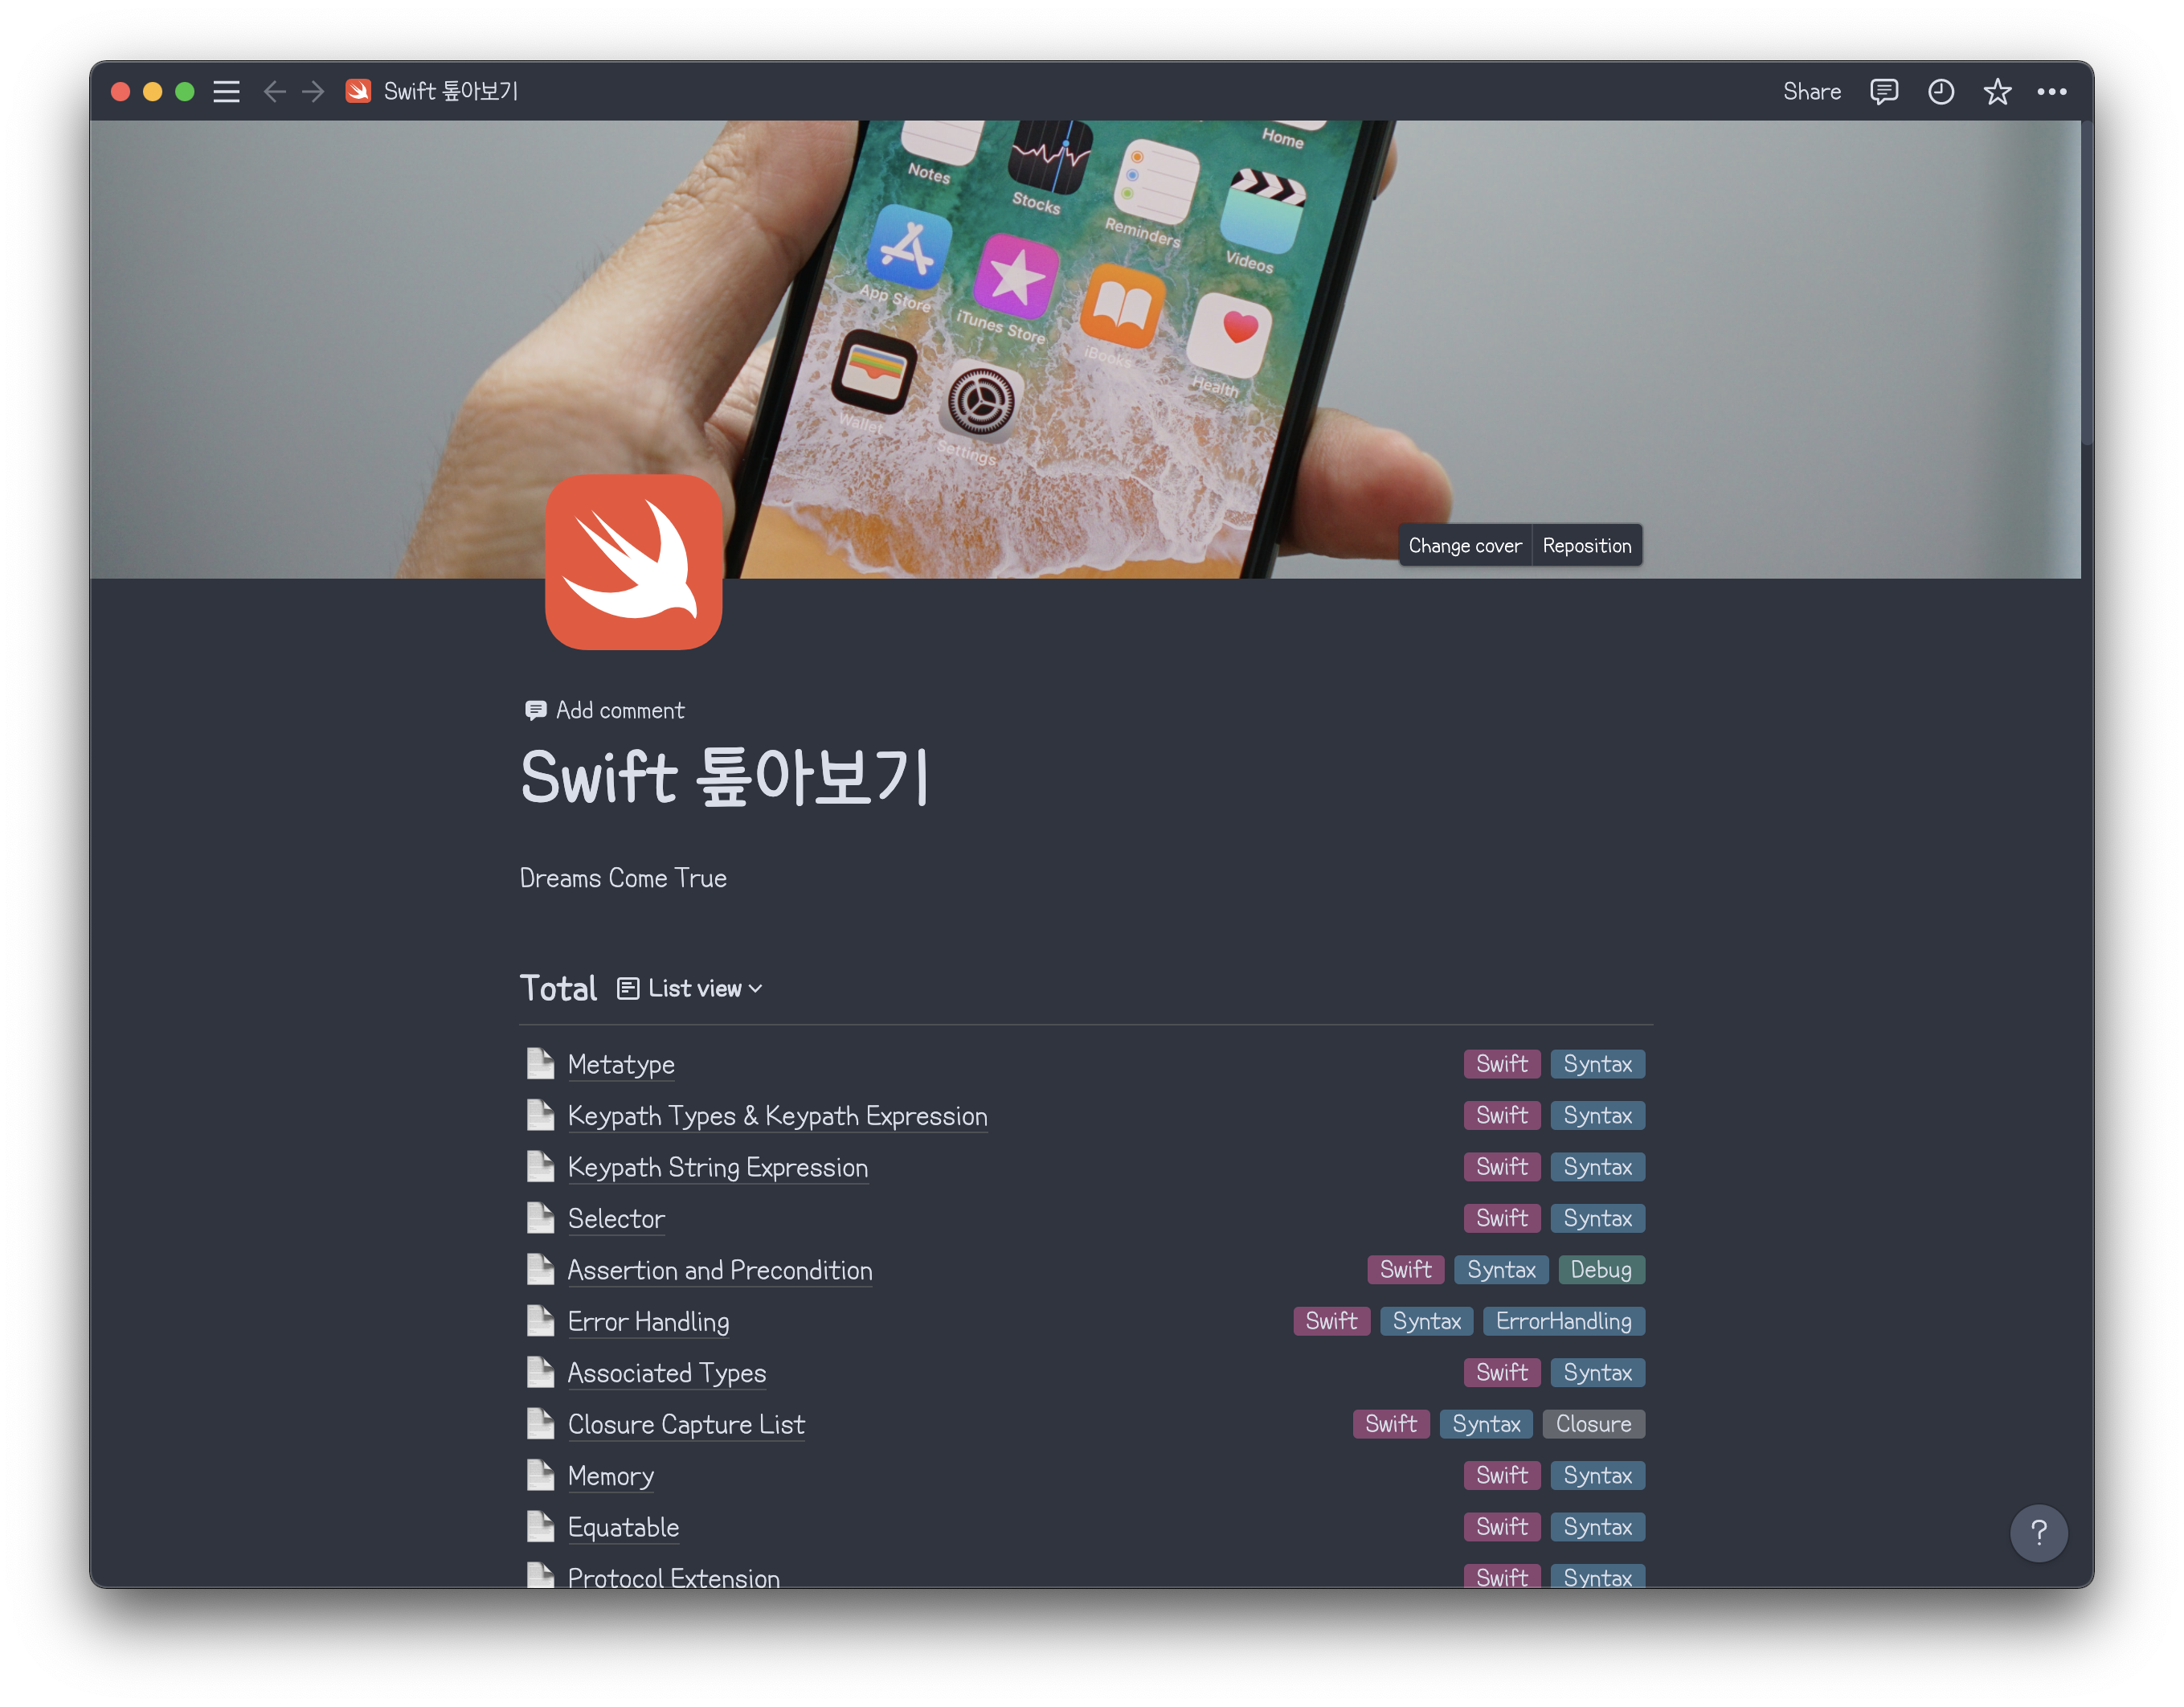 Swift 톺아보기
Share
Home
Notes
Stocks
Reminders
Videos
App Store
iTunes Store
iBooks
Health
Wallet
Settings
Change cover
Reposition
Add comment
Swift 톺아보기
Dreams Come True
Total List view
Metatype Swift Syntax
Keypath Types & Keypath Expression Swift Syntax
Keypath String Expression Swift Syntax
Selector Swift Syntax
Assertion and Precondition Swift Syntax Debug
Error Handling Swift Syntax ErrorHandling
Associated Types Swift Syntax
Closure Capture List Swift Syntax Closure
Memory Swift Syntax
Equatable Swift Syntax
Protocol Extension Swift Syntax
?